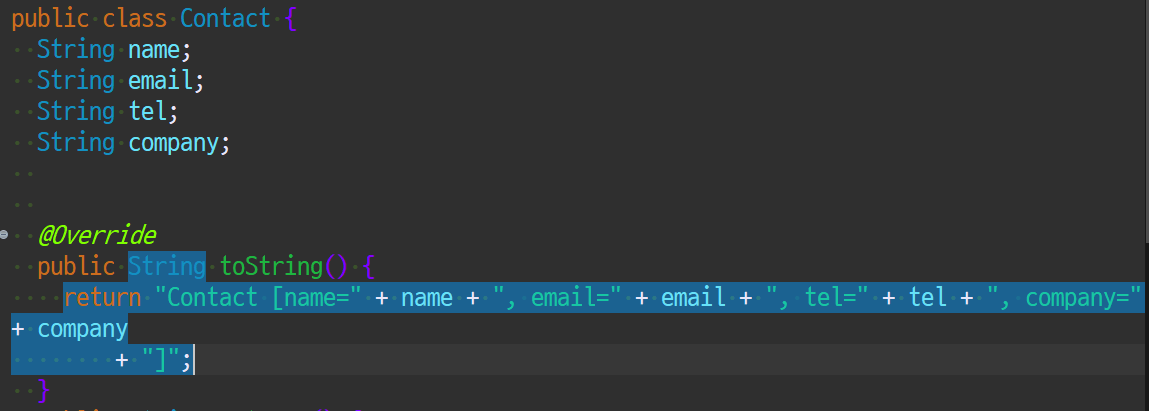 public class Contact {
String name;
String email;
String tel;
String company;
@Override
public String toString() {
return "Contact [name=" + name + ", email=" + email + ", tel=" + tel + ", company="
+ company
+ "]";
}